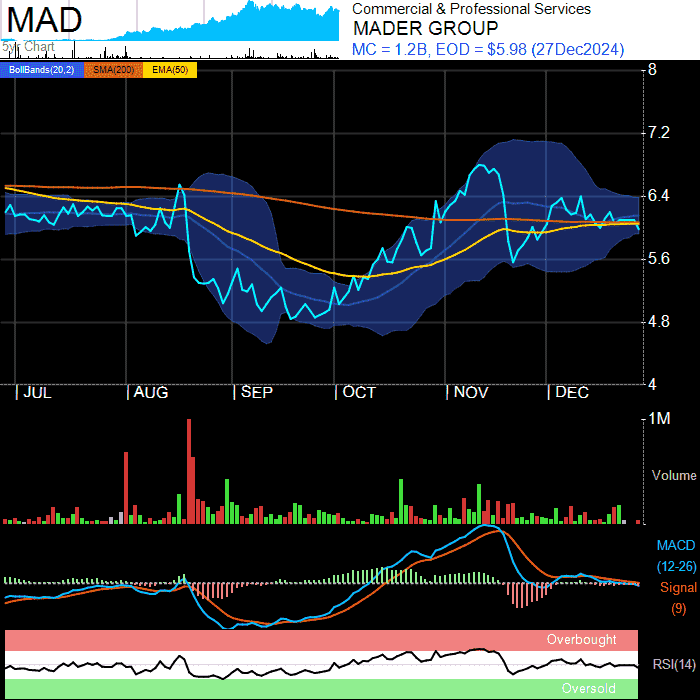 MAD
5yr Chart
Commercial & Professional Services
MADER GROUP
MC = 1.2B, EOD = $5.98 (27Dec2024)
BollBands(20,2) SMA(200) EMA(50)
8
7.2
6.4
5.6
4.8
4
JUL AUG SEP OCT NOV DEC
1M
Volume
MACD
(12-26)
Signal
(9)
Overbought
RSI(14)
Oversold